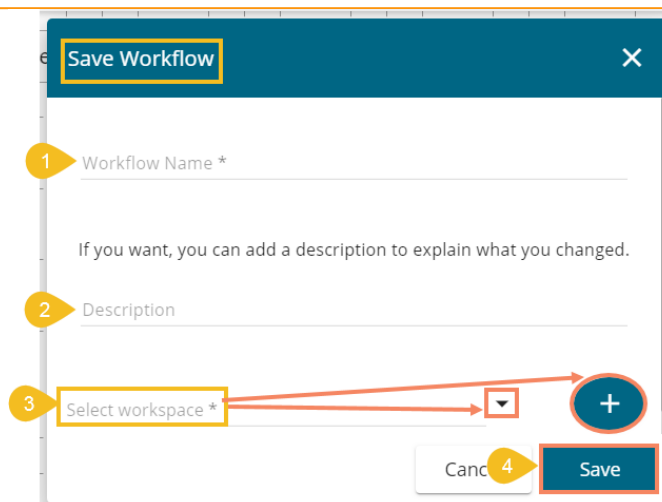 Save Workflow
1 Workflow Name *
If you want, you can add a description to explain what you changed.
2 Description
3 Select workspace *
4 Save